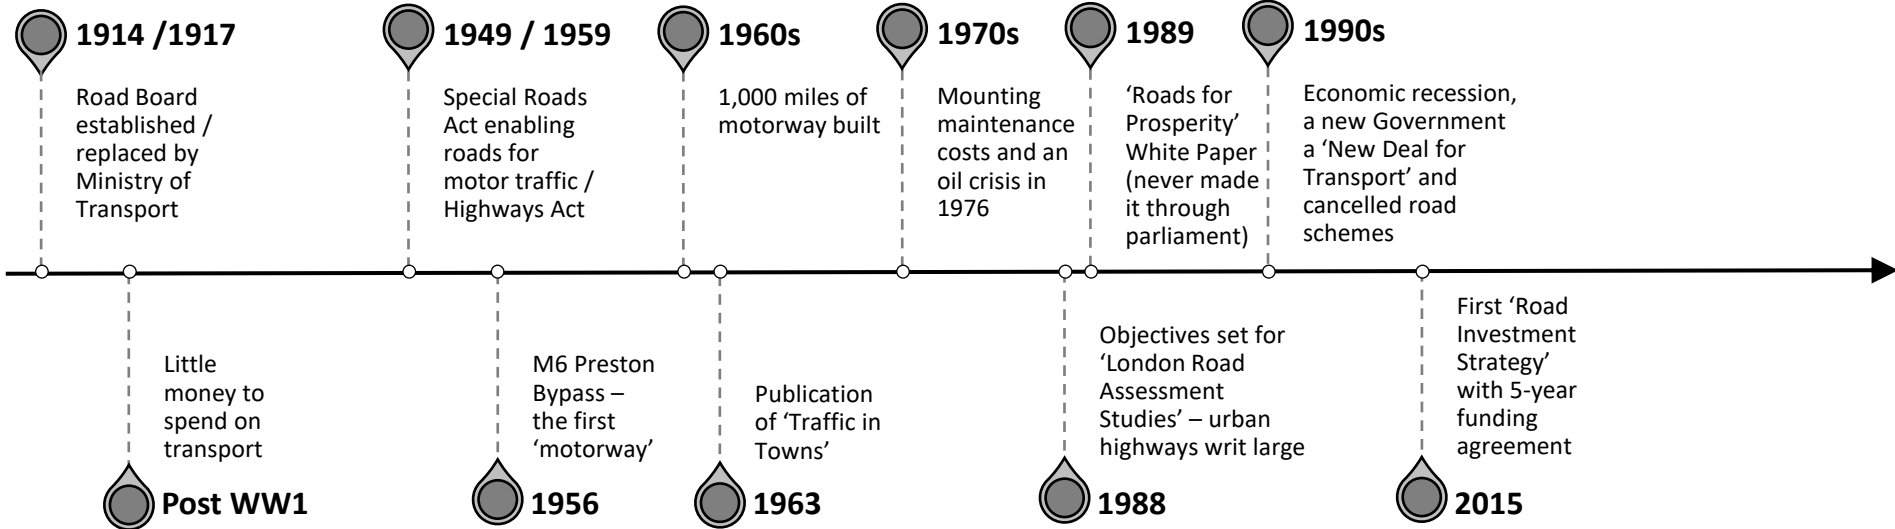 1914 /1917
Road Board
established /
replaced by
Ministry of
Transport
1949 / 1959
Special Roads
Act enabling
roads for
motor traffic /
Highways Act
1960s
1,000 miles of
motorway built
1970s
Mounting
maintenance
costs and an
oil crisis in
1976
1989
‘Roads for
Prosperity’
White Paper
(never made
it through
parliament)
1990s
Economic recession,
a new Government
a ‘New Deal for
Transport’ and
cancelled road
schemes
Little
money to
spend on
transport
Post WW1
M6 Preston
Bypass –
the first
‘motorway’
1956
Publication
of ‘Traffic in
Towns’
1963
Objectives set for
‘London Road
Assessment
Studies’ – urban
highways writ large
1988
First ‘Road
Investment
Strategy’
with 5-year
funding
agreement
2015